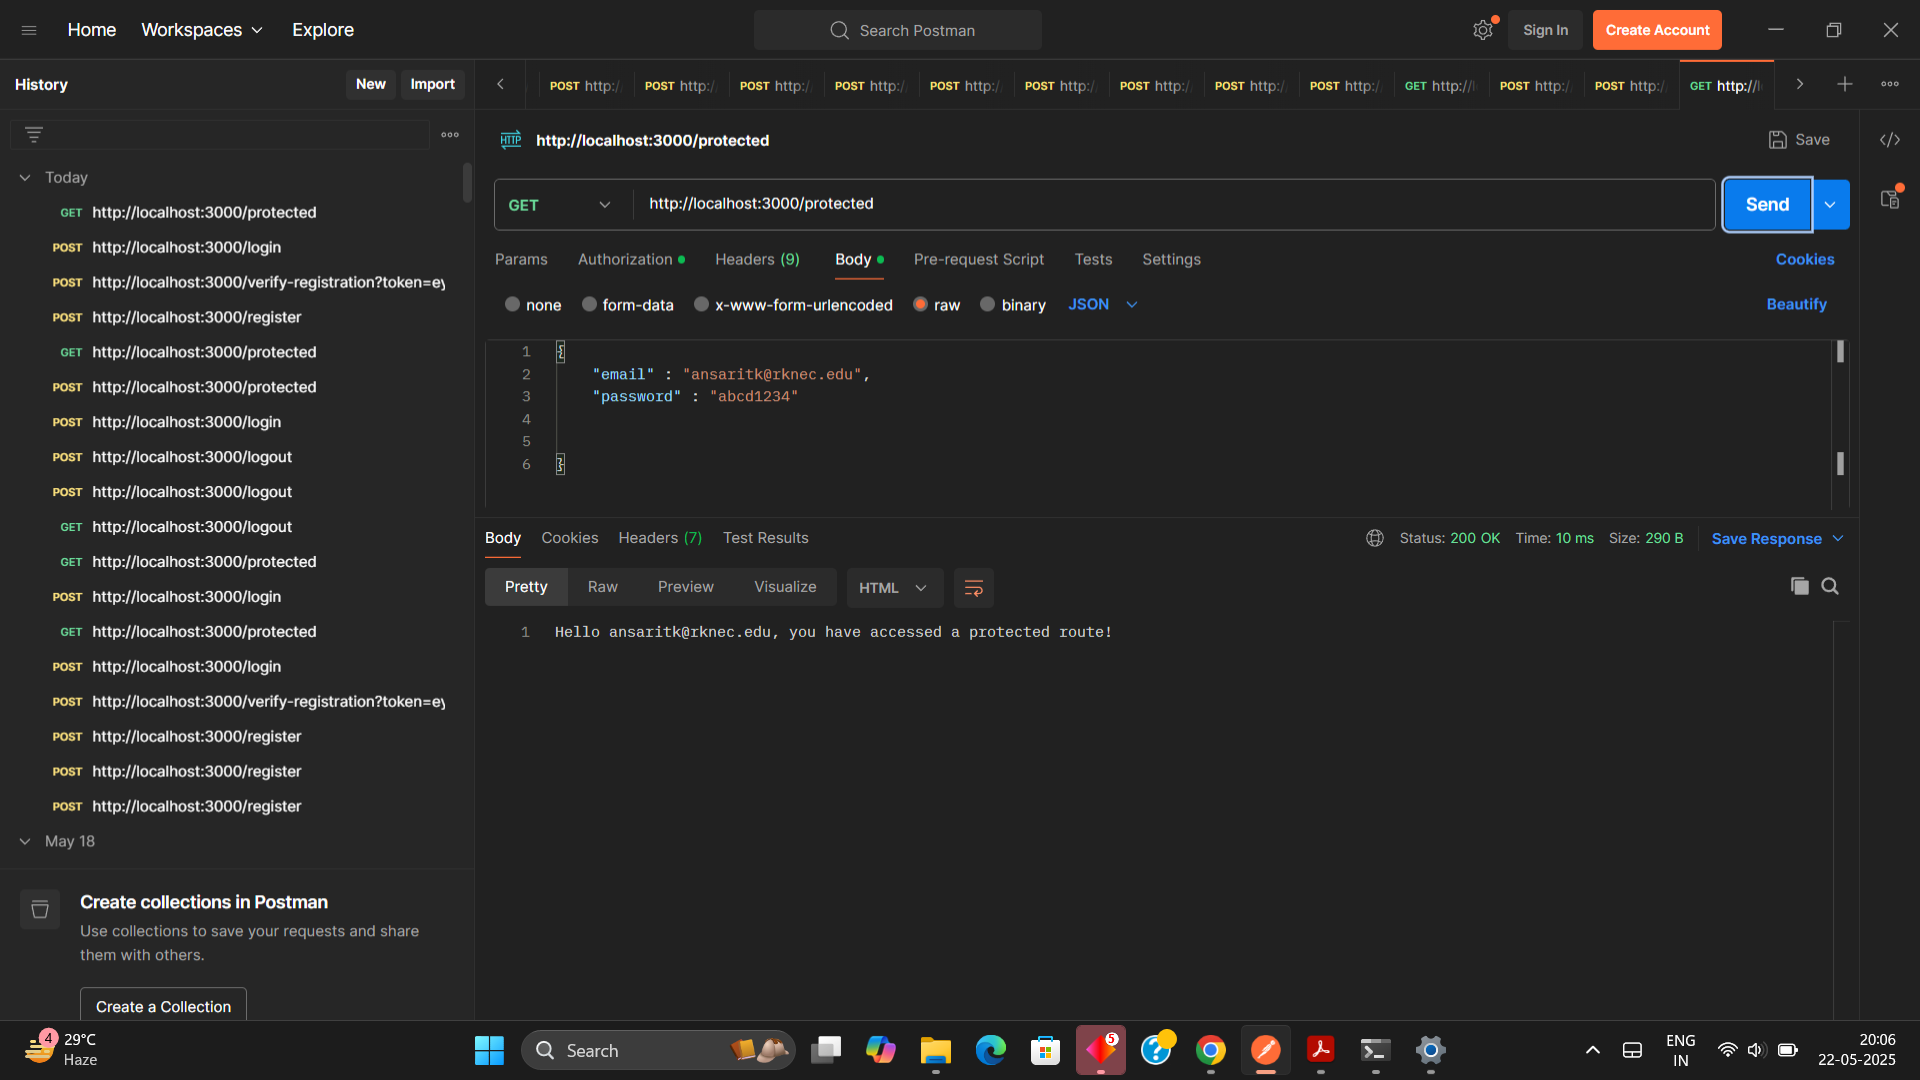 Home Workspaces Explore Search Postman Sign In Create Account
History New Import
POST http:/ POST http:/ POST http:/ POST http:/ POST http:/ POST http:/ POST http:/ POST http:/ POST http:/ GET http://l POST http:/ POST http:/ GET http://l
Today
GET http://localhost:3000/protected
POST http://localhost:3000/login
POST http://localhost:3000/verify-registration?token=ey
POST http://localhost:3000/register
GET http://localhost:3000/protected
POST http://localhost:3000/protected
POST http://localhost:3000/login
POST http://localhost:3000/logout
POST http://localhost:3000/logout
GET http://localhost:3000/logout
GET http://localhost:3000/protected
POST http://localhost:3000/login
GET http://localhost:3000/protected
POST http://localhost:3000/login
POST http://localhost:3000/verify-registration?token=ey
POST http://localhost:3000/register
POST http://localhost:3000/register
POST http://localhost:3000/register
May 18
Create collections in Postman
Use collections to save your requests and share
them with others.
Create a Collection
HTTP http://localhost:3000/protected Save
GET http://localhost:3000/protected Send
Params Authorization Headers (9) Body Pre-request Script Tests Settings Cookies
none form-data x-www-form-urlencoded raw binary JSON Beautify
1 {
2 "email" : "ansaritk@rknec.edu",
3 "password" : "abcd1234"
4
5
6 }
Body Cookies Headers (7) Test Results Status: 200 OK Time: 10 ms Size: 290 B Save Response
Pretty Raw Preview Visualize HTML
1 Hello ansaritk@rknec.edu, you have accessed a protected route!
4 29°C
Haze
Search
5
ENG
IN
20:06
22-05-2025